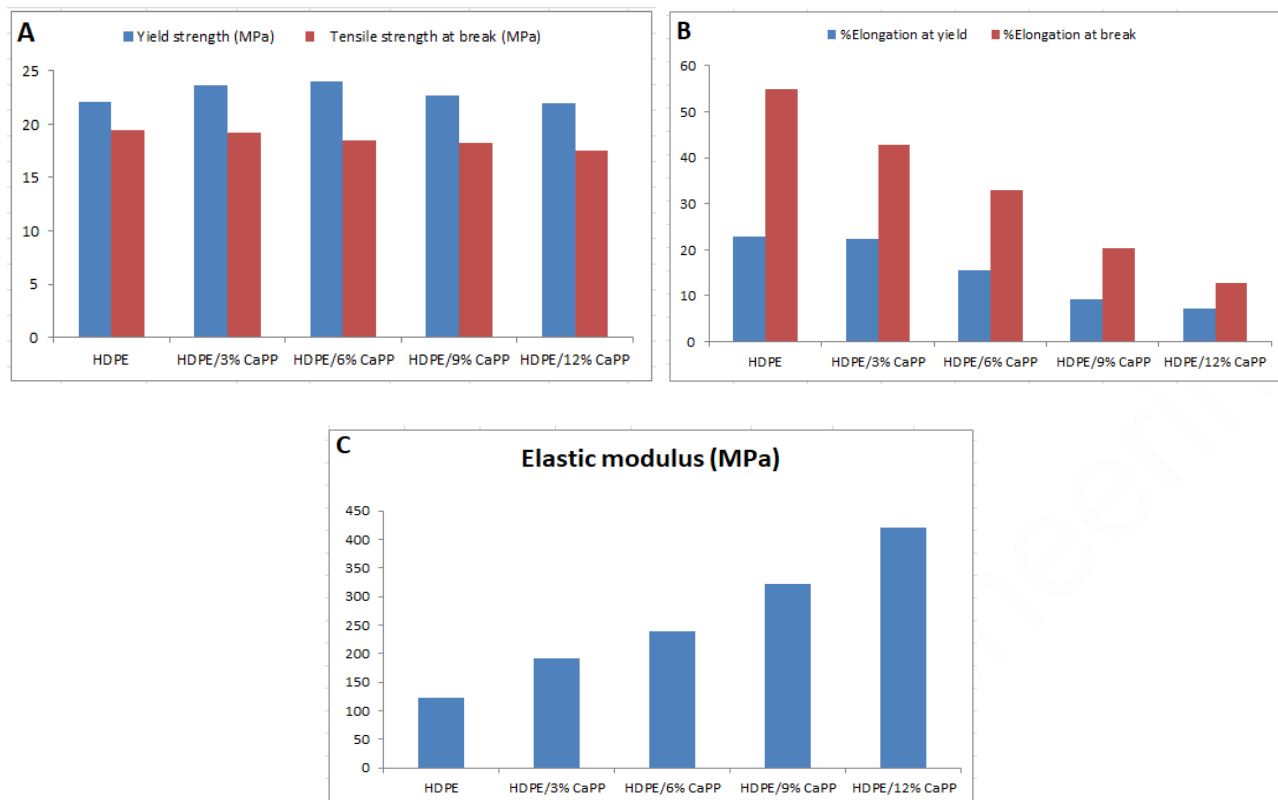 A
Yield strength (MPa) Tensile strength at break (MPa)
25
20
15
10
5
0
HDPE HDPE/3% CaPP HDPE/6% CaPP HDPE/9% CaPP HDPE/12% CaPP
B
%Elongation at yield %Elongation at break
60
50
40
30
20
10
0
HDPE HDPE/3% CaPP HDPE/6% CaPP HDPE/9% CaPP HDPE/12% CaPP
C
Elastic modulus (MPa)
450
400
350
300
250
200
150
100
50
0
HDPE HDPE/3% CaPP HDPE/6% CaPP HDPE/9% CaPP HDPE/12% CaPP